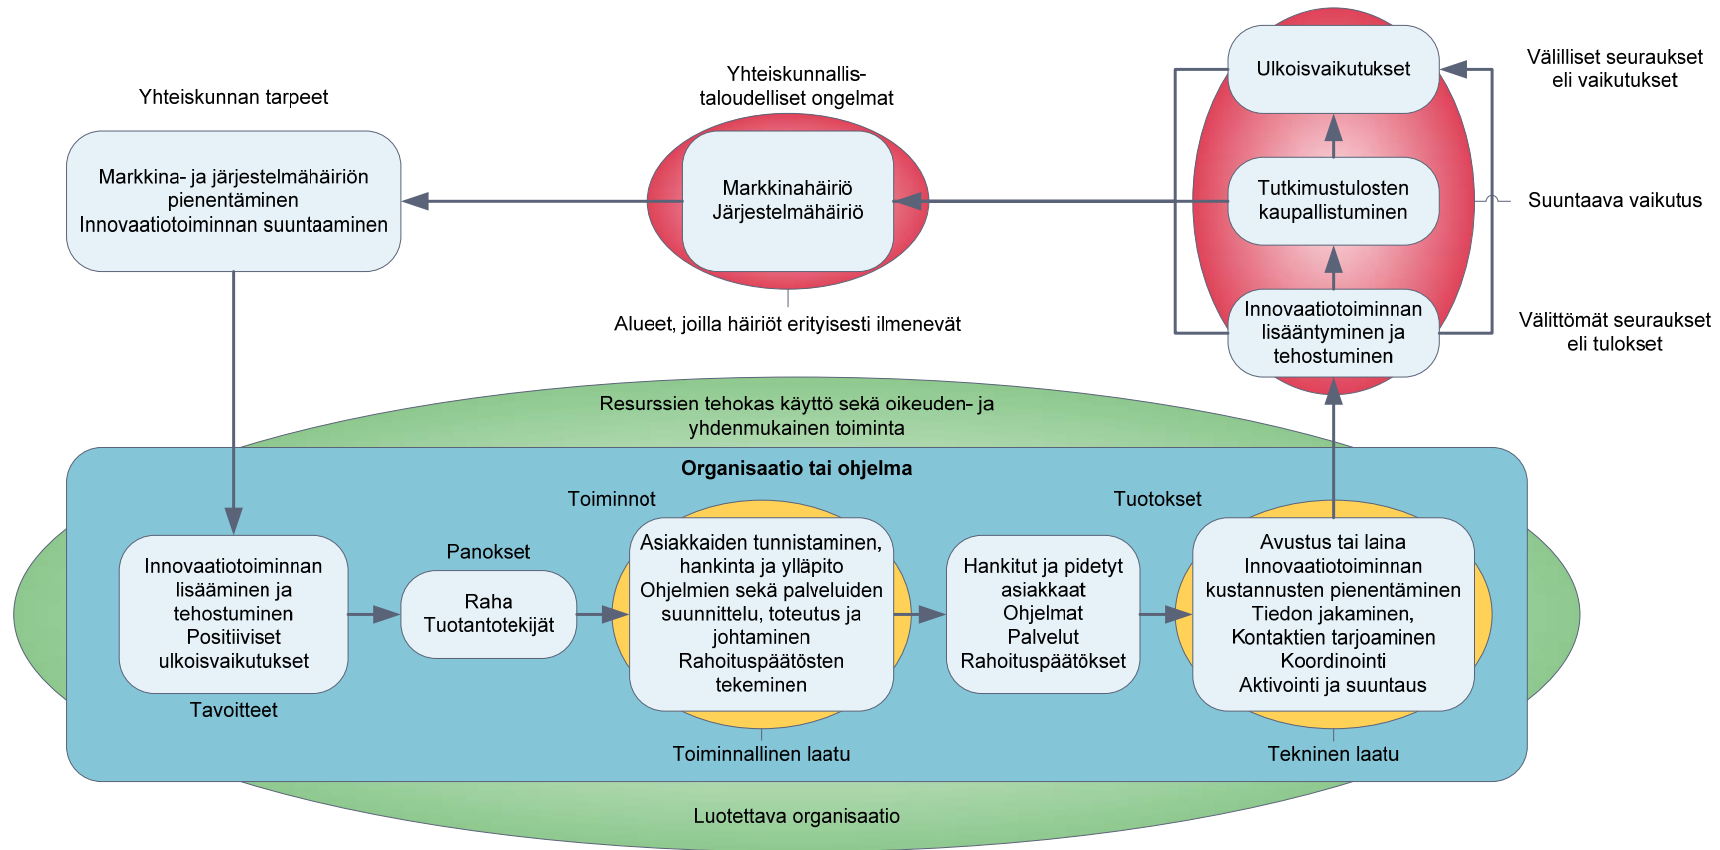 Yhteiskunnan tarpeet
Markkina- ja järjestelmähäiriön
pienentäminen
Innovaatiotoiminnan suuntaaminen
Yhteiskunnallis-
taloudelliset ongelmat
Markkinahäiriö
Järjestelmähäiriö
Alueet, joilla häiriöt erityisesti ilmenevät
Ulkoisvaikutukset
Tutkimustulosten
kaupallistuminen
Innovaatiotoiminnan
lisääntyminen ja
tehostuminen
Välilliset seuraukset
eli vaikutukset
Suuntaava vaikutus
Välittömät seuraukset
eli tulokset
Resurssien tehokas käyttö sekä oikeuden- ja
yhdenmukainen toiminta
Organisaatio tai ohjelma
Innovaatiotoiminnan
lisääminen ja
tehostuminen
Positiiviset
ulkoisvaikutukset
Tavoitteet
Panokset
Raha
Tuotantotekijät
Toiminnot
Asiakkaiden tunnistaminen,
hankinta ja ylläpito
Ohjelmien sekä palveluiden
suunnittelu, toteutus ja
johtaminen
Rahoituspäätösten
tekeminen
Toiminnallinen laatu
Hankitut ja pidetyt
asiakkaat
Ohjelmat
Palvelut
Rahoituspäätökset
Tuotokset
Avustus tai laina
Innovaatiotoiminnan
kustannusten pienentäminen
Tiedon jakaminen,
Kontaktien tarjoaminen
Koordinointi
Aktivointi ja suuntaus
Tekninen laatu
Luotettava organisaatio